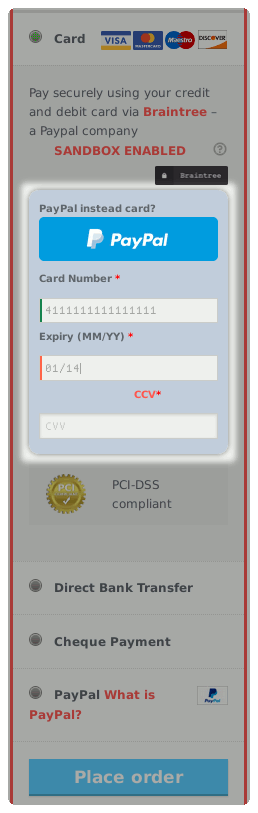 Card VISA MasterCard Maestro DISCOVER
Pay securely using your credit
and debit card via Braintree –
a Paypal company
SANDBOX ENABLED
Braintree
PayPal instead card?
PayPal
Card Number *
4111111111111111
Expiry (MM/YY) *
01/14
CCV*
CVV
PCI
PCI-DSS
compliant
Direct Bank Transfer
Cheque Payment
PayPal What is
PayPal?
PayPal
Place order